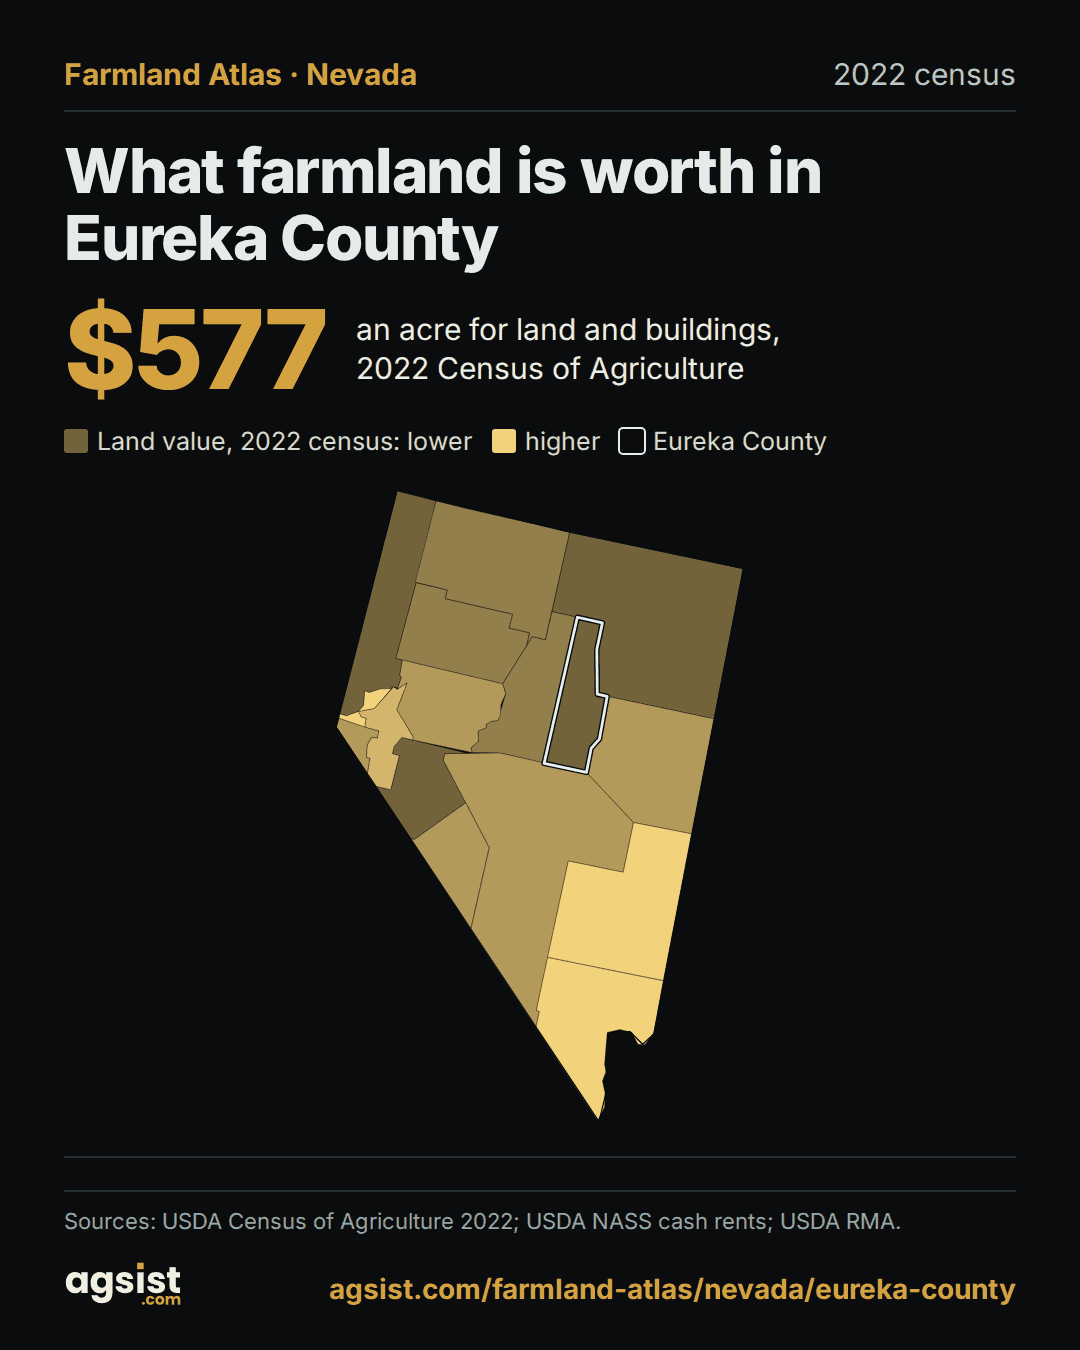 Farmland Atlas · Nevada
2022 census
What farmland is worth in
Eureka County
$577
an acre for land and buildings,
2022 Census of Agriculture
Land value, 2022 census: lower
higher
Eureka County
Sources: USDA Census of Agriculture 2022; USDA NASS cash rents; USDA RMA.
agsist
.com
agsist.com/farmland-atlas/nevada/eureka-county